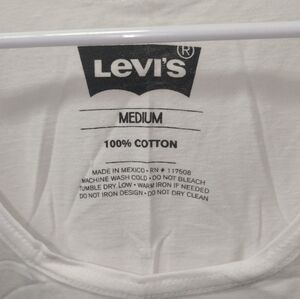 Levi's ®
MEDIUM
100% COTTON
MADE IN MEXICO • RN # 117508
MACHINE WASH COLD • DO NOT BLEACH
TUMBLE DRY LOW • WARM IRON IF NEEDED
DO NOT IRON DESIGN • DO NOT DRY CLEAN